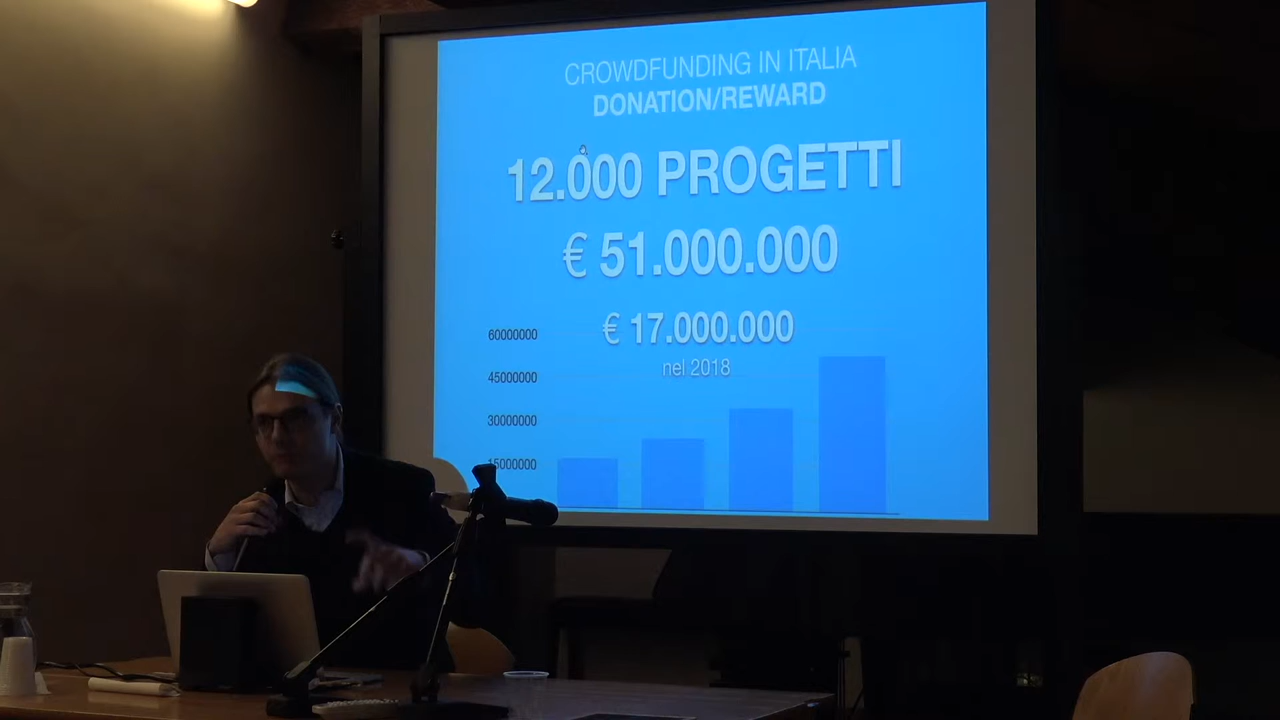 CROWDFUNDING IN ITALIA
DONATION/REWARD
12.000 PROGETTI
€ 51.000.000
€ 17.000.000
nel 2018
60000000
45000000
30000000
15000000